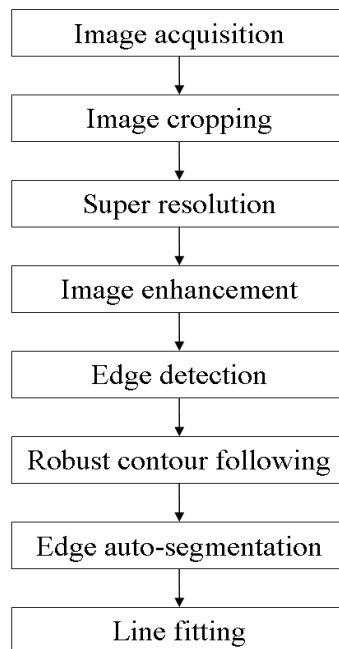 Image acquisition
Image cropping
Super resolution
Image enhancement
Edge detection
Robust contour following
Edge auto-segmentation
Line fitting